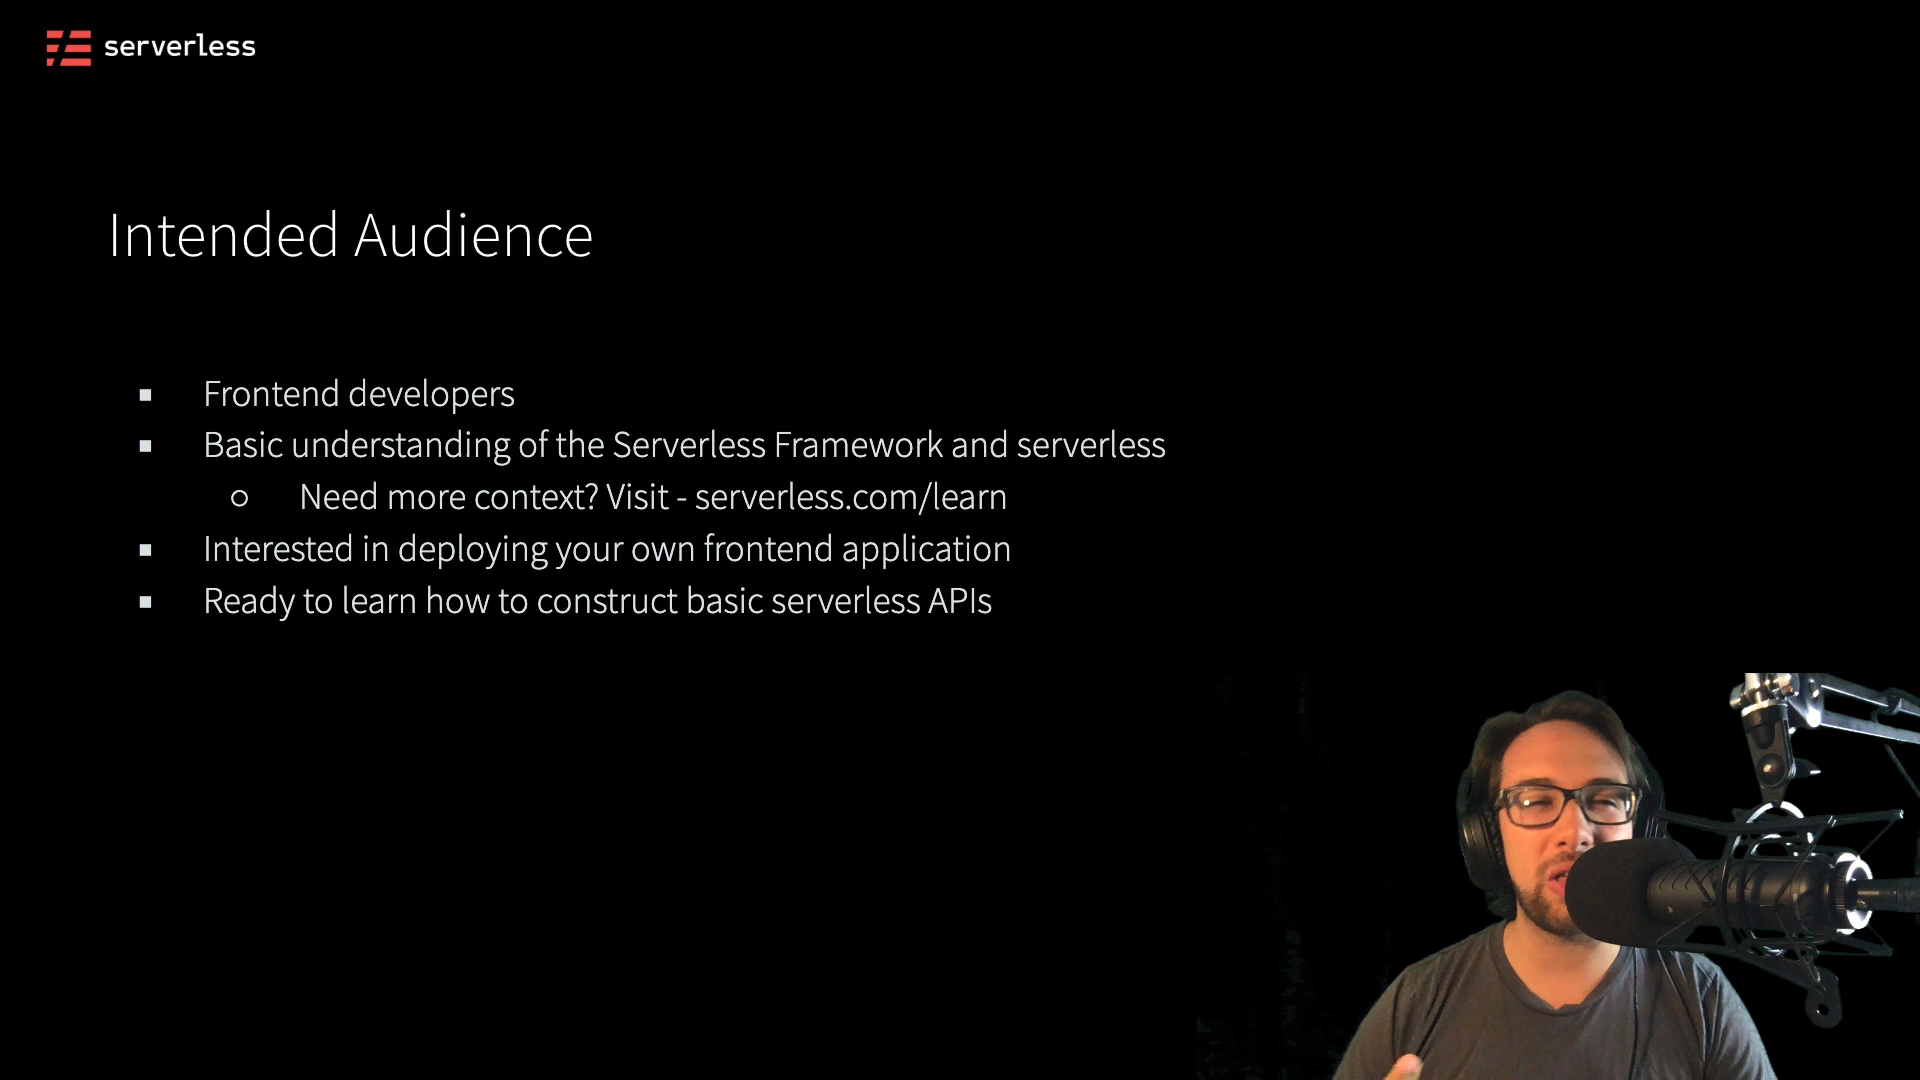 serverless
Intended Audience
Frontend developers
Basic understanding of the Serverless Framework and serverless
Need more context? Visit - serverless.com/learn
Interested in deploying your own frontend application
Ready to learn how to construct basic serverless APIs